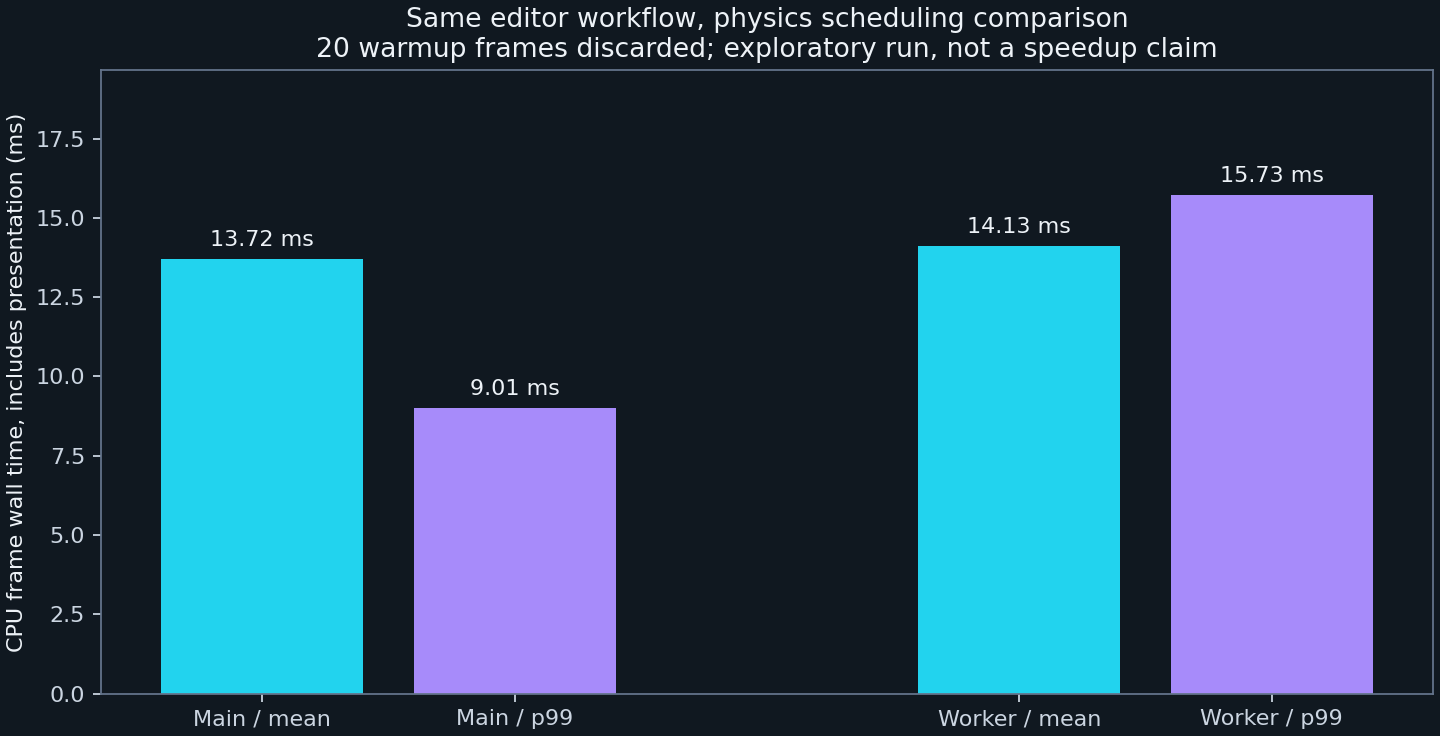 Same editor workflow, physics scheduling comparison
20 warmup frames discarded; exploratory run, not a speedup claim
CPU frame wall time, includes presentation (ms)
17.5
15.0
12.5
10.0
7.5
5.0
2.5
0.0
13.72 ms
9.01 ms
14.13 ms
15.73 ms
Main / mean
Main / p99
Worker / mean
Worker / p99